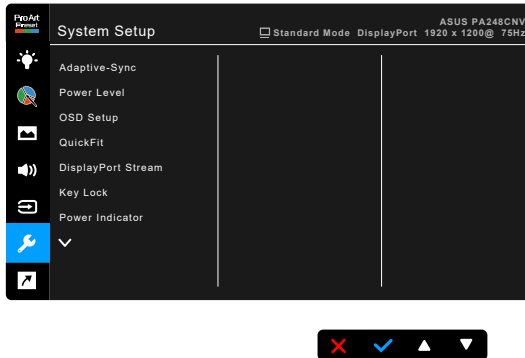 ProArt
Preset
System Setup
ASUS PA248CNV
Standard Mode DisplayPort 1920 x 1200@ 75Hz
Adaptive-Sync
Power Level
OSD Setup
QuickFit
DisplayPort Stream
Key Lock
Power Indicator